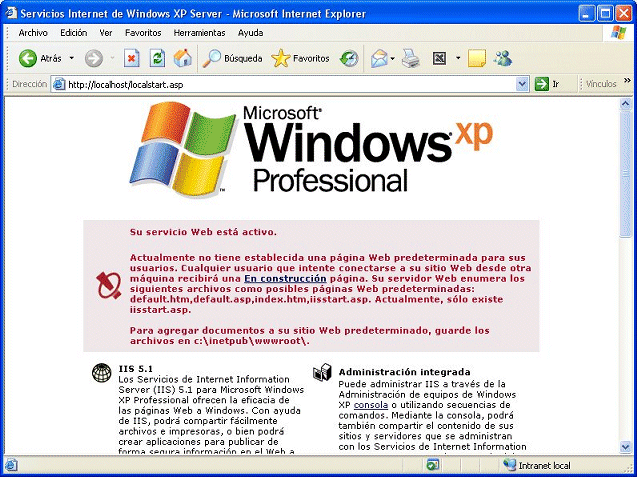 Servicios Internet de Windows XP Server - Microsoft Internet Explorer
Archivo Edición Ver Favoritos Herramientas Ayuda
Atrás Búsqueda Favoritos
Dirección http://localhost/localstart.asp Ir Vínculos »
Microsoft®
Windows xp
Professional
Su servicio Web está activo.
Actualmente no tiene establecida una página Web predeterminada para sus
usuarios. Cualquier usuario que intente conectarse a su sitio Web desde otra
máquina recibirá una En construcción página. Su servidor Web enumera los
siguientes archivos como posibles páginas Web predeterminadas:
default.htm,default.asp,index.htm,iisstart.asp. Actualmente, sólo existe
iisstart.asp.
Para agregar documentos a su sitio Web predeterminado, guarde los
archivos en c:\inetpub\wwwroot\.
IIS 5.1
Los Servicios de Internet Information
Server (IIS) 5.1 para Microsoft Windows
XP Professional ofrecen la eficacia de
las páginas Web a Windows. Con ayuda
de IIS, podrá compartir fácilmente
archivos e impresoras, o bien podrá
crear aplicaciones para publicar de
forma segura información en el Web a
Administración integrada
Puede administrar IIS a través de la
Administración de equipos de Windows
XP consola o utilizando secuencias de
comandos. Mediante la consola, podrá
también compartir el contenido de sus
sitios y servidores que se administran
con los Servicios de Internet Information
Intranet local